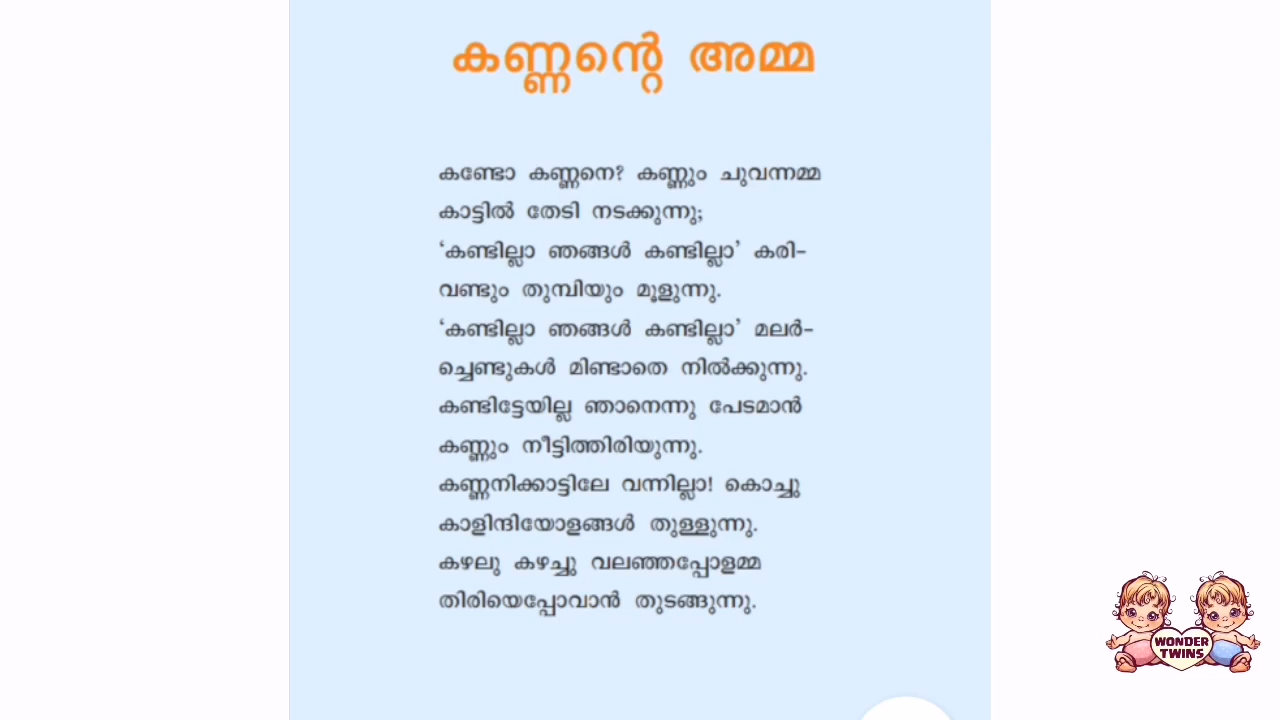 കണ്ണന്റെ അമ്മ
കണ്ടോ കണ്ണനെ? കണ്ണും ചുവന്നമ്മ
കാട്ടിൽ തേടി നടക്കുന്നു;
‘കണ്ടില്ലാ ഞങ്ങൾ കണ്ടില്ലാ’ കരി-
വണ്ടും തുമ്പിയും മൂളുന്നു.
‘കണ്ടില്ലാ ഞങ്ങൾ കണ്ടില്ലാ’ മലർ-
ച്ചെണ്ടുകൾ മിണ്ടാതെ നിൽക്കുന്നു.
കണ്ടിട്ടേയില്ല ഞാനെന്നു പേടമാൻ
കണ്ണും നീട്ടിത്തിരിയുന്നു.
കണ്ണനിക്കാട്ടിലേ വന്നില്ലാ! കൊച്ചു
കാളിന്ദിയോളങ്ങൾ തുള്ളുന്നു.
കഴലു കഴച്ചു വലഞ്ഞപ്പോളമ്മ
തിരിയെപ്പോവാൻ തുടങ്ങുന്നു.
WONDER
TWINS